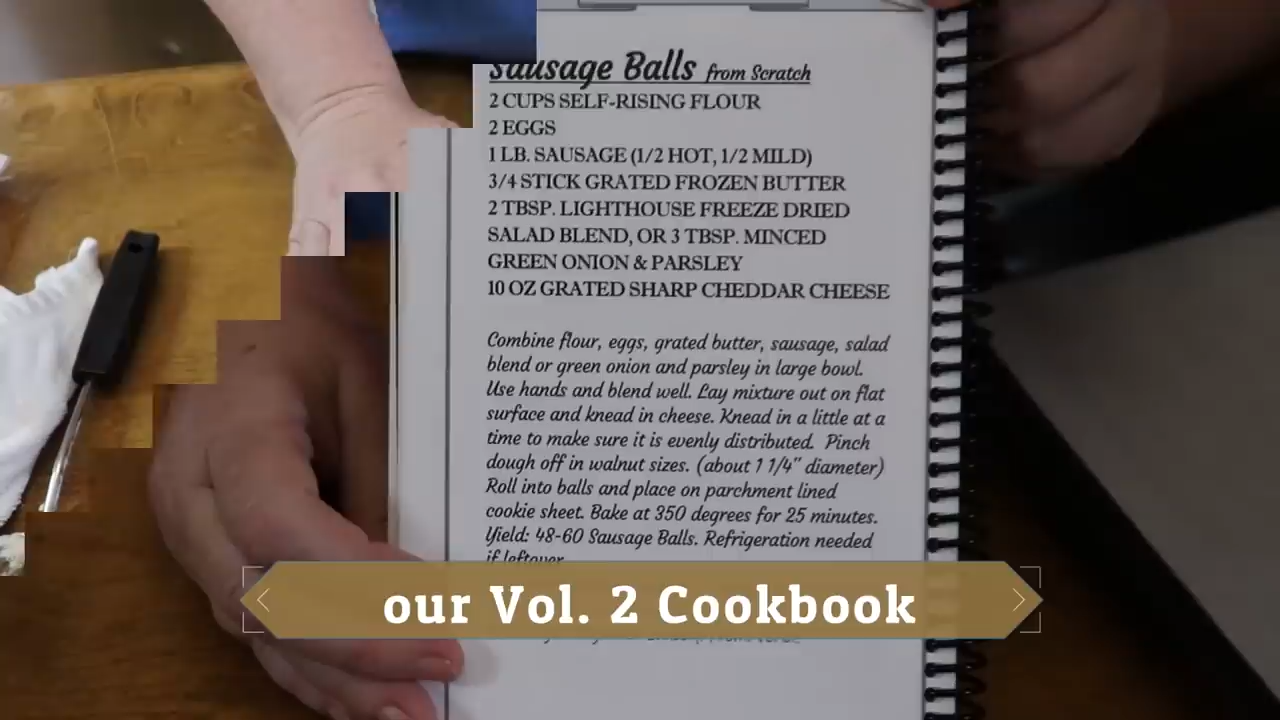 Sausage Balls from Scratch
2 CUPS SELF-RISING FLOUR
2 EGGS
1 LB. SAUSAGE (1/2 HOT, 1/2 MILD)
3/4 STICK GRATED FROZEN BUTTER
2 TBSP. LIGHTHOUSE FREEZE DRIED
SALAD BLEND, OR 3 TBSP. MINCED
GREEN ONION & PARSLEY
10 OZ GRATED SHARP CHEDDAR CHEESE
Combine flour, eggs, grated butter, sausage, salad
blend or green onion and parsley in large bowl.
Use hands and blend well. Lay mixture out on flat
surface and knead in cheese. Knead in a little at a
time to make sure it is evenly distributed. Pinch
dough off in walnut sizes. (about 1 1/4" diameter)
Roll into balls and place on parchment lined
cookie sheet. Bake at 350 degrees for 25 minutes.
Yield: 48-60 Sausage Balls. Refrigeration needed
if leftover
our Vol. 2 Cookbook